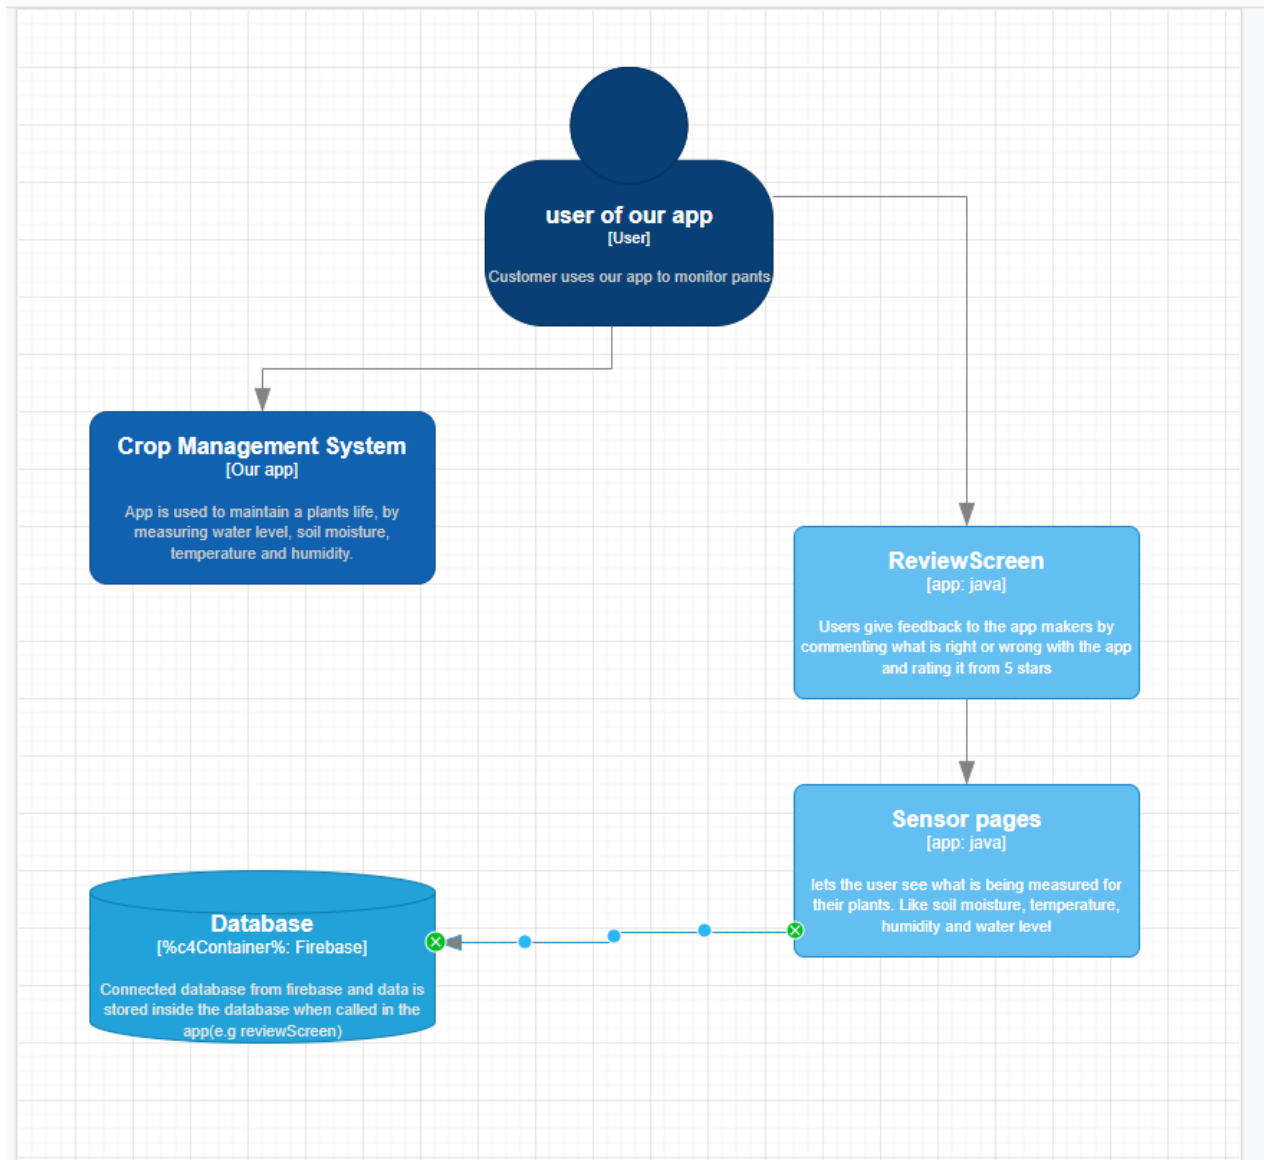 user of our app
[User]
Customer uses our app to monitor pants
Crop Management System
[Our app]
App is used to maintain a plants life, by
measuring water level, soil moisture,
temperature and humidity.
ReviewScreen
[app: java]
Users give feedback to the app makers by
commenting what is right or wrong with the app
and rating it from 5 stars
Sensor pages
[app: java]
lets the user see what is being measured for
their plants. Like soil moisture, temperature,
humidity and water level
Database
[%c4Container%: Firebase]
Connected database from firebase and data is
stored inside the database when called in the
app(e.g reviewScreen)